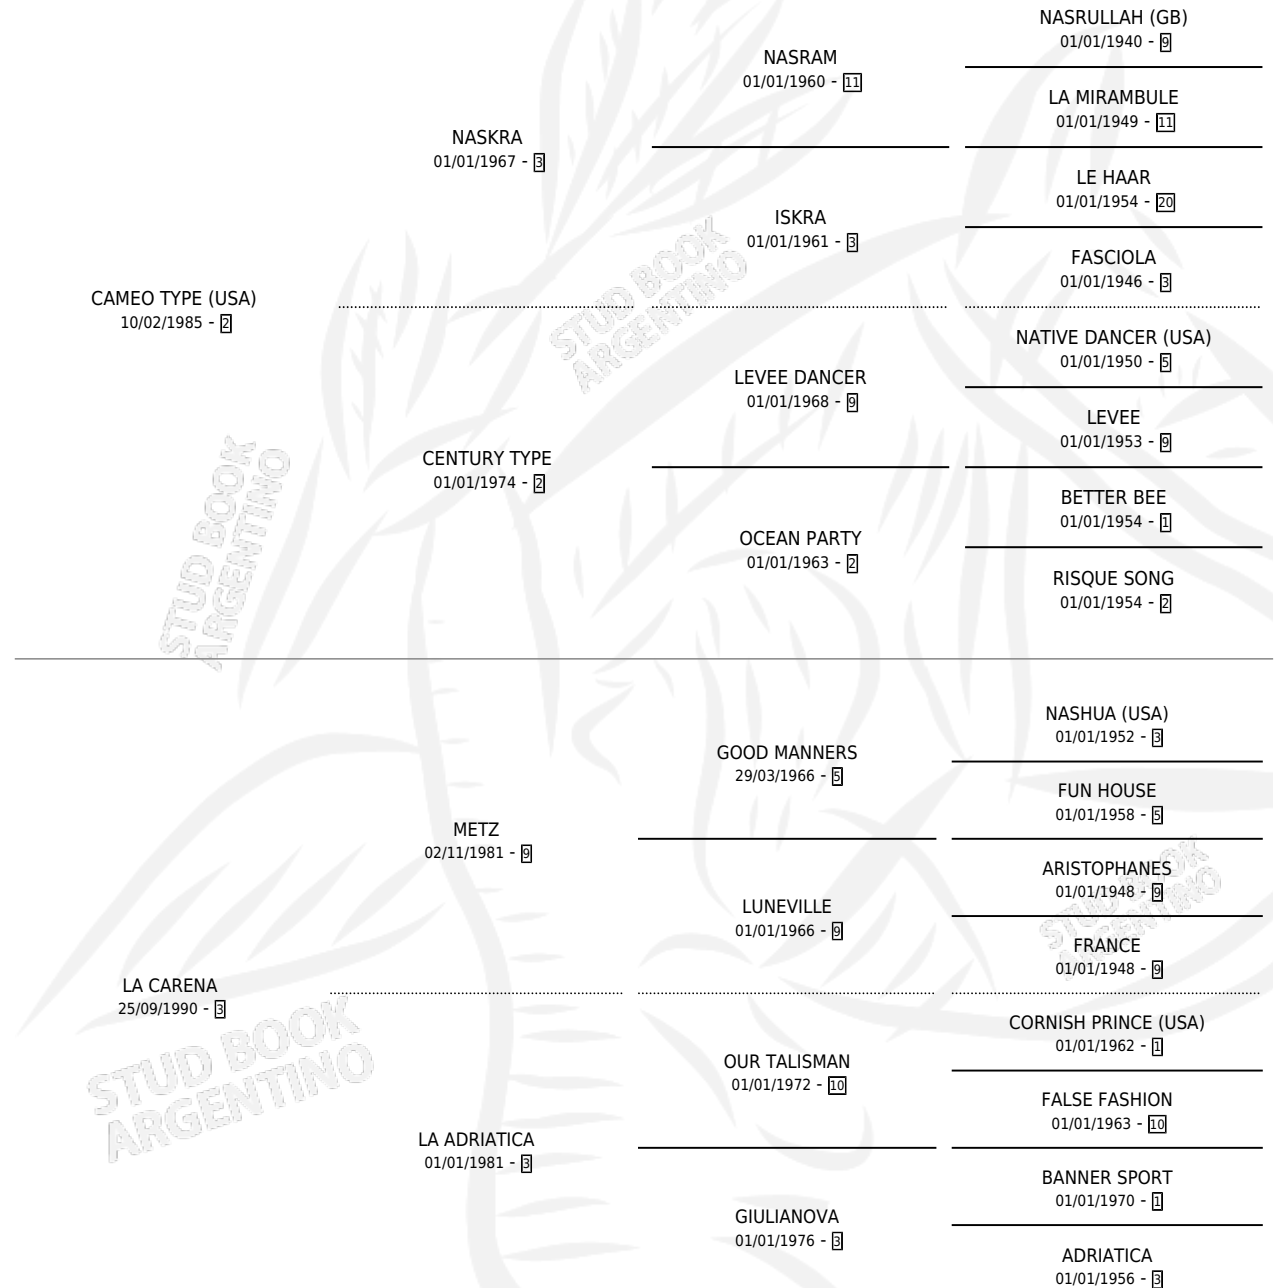 NASRULLAH (GB)
01/01/1940 - 9
NASRAM
01/01/1960 - 11
LA MIRAMBULE
01/01/1949 - 11
NASKRA
01/01/1967 - 3
LE HAAR
01/01/1954 - 20
ISKRA
01/01/1961 - 3
FASCIOLA
01/01/1946 - 3
CAMEO TYPE (USA)
10/02/1985 - 2
NATIVE DANCER (USA)
01/01/1950 - 5
LEVEE DANCER
01/01/1968 - 9
LEVEE
01/01/1953 - 9
CENTURY TYPE
01/01/1974 - 2
BETTER BEE
01/01/1954 - 1
OCEAN PARTY
01/01/1963 - 2
RISQUE SONG
01/01/1954 - 2
NASHUA (USA)
01/01/1952 - 3
GOOD MANNERS
29/03/1966 - 5
FUN HOUSE
01/01/1958 - 5
METZ
02/11/1981 - 9
ARISTOPHANES
01/01/1948 - 9
LUNEVILLE
01/01/1966 - 9
FRANCE
01/01/1948 - 9
LA CARENA
25/09/1990 - 3
CORNISH PRINCE (USA)
01/01/1962 - 1
OUR TALISMAN
01/01/1972 - 10
FALSE FASHION
01/01/1963 - 10
LA ADRIATICA
01/01/1981 - 3
BANNER SPORT
01/01/1970 - 1
GIULIANOVA
01/01/1976 - 3
ADRIATICA
01/01/1956 - 3
STUD BOOK
ARGENTINO
STUD BOOK
ARGENTINO
STUD BOOK
ARGENTINO
STUD BOOK
ARGENTINO